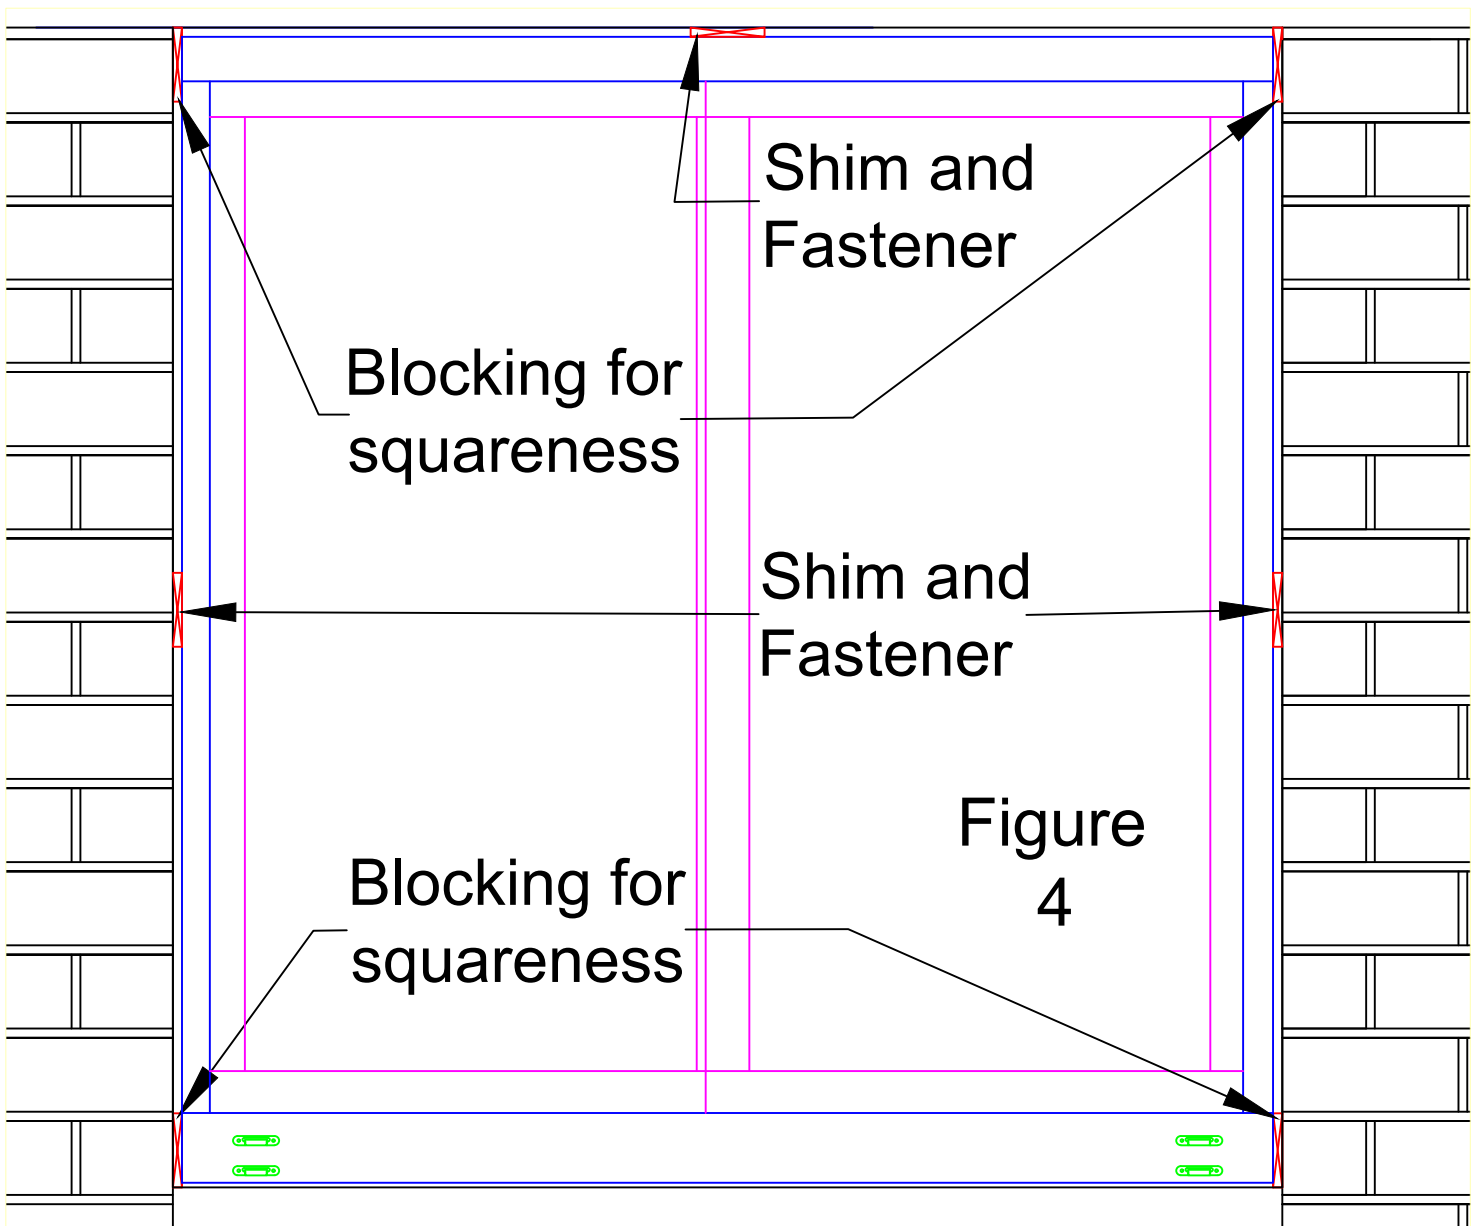 Shim and
Fastener
Blocking for
squareness
Shim and
Fastener
Figure
4
Blocking for
squareness